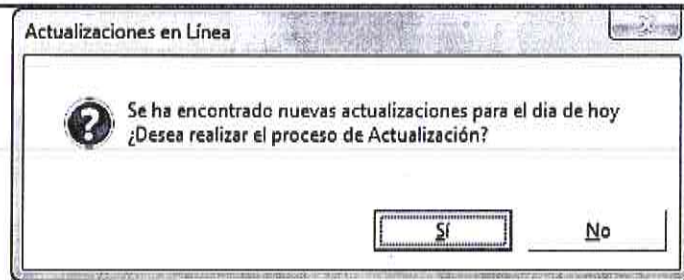 Actualizaciones en Línea
Se ha encontrado nuevas actualizaciones para el dia de hoy
¿Desea realizar el proceso de Actualización?
Sí
No